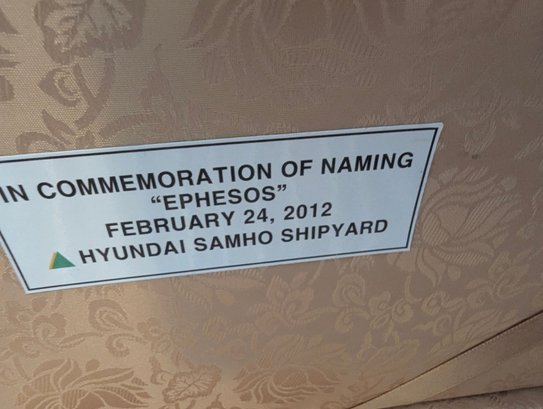 IN COMMEMORATION OF NAMING
“EPHESOS”
FEBRUARY 24, 2012
HYUNDAI SAMHO SHIPYARD